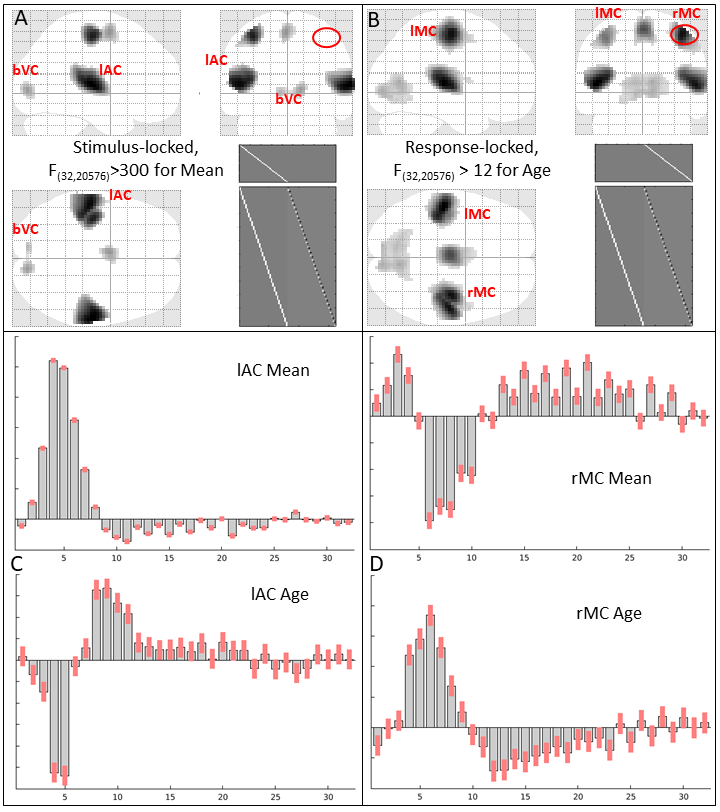 A
bVC
lAC
lAC
bVC
Stimulus-locked,
F(32,20576)>300 for Mean
lAC
bVC
B
lMC
lMC
rMC
Response-locked,
F(32,20576) > 12 for Age
lMC
rMC
lAC Mean
5 10 15 20 25 30
rMC Mean
5 10 15 20 25 30
C
lAC Age
5 10 15 20 25 30
D
rMC Age
5 10 15 20 25 30